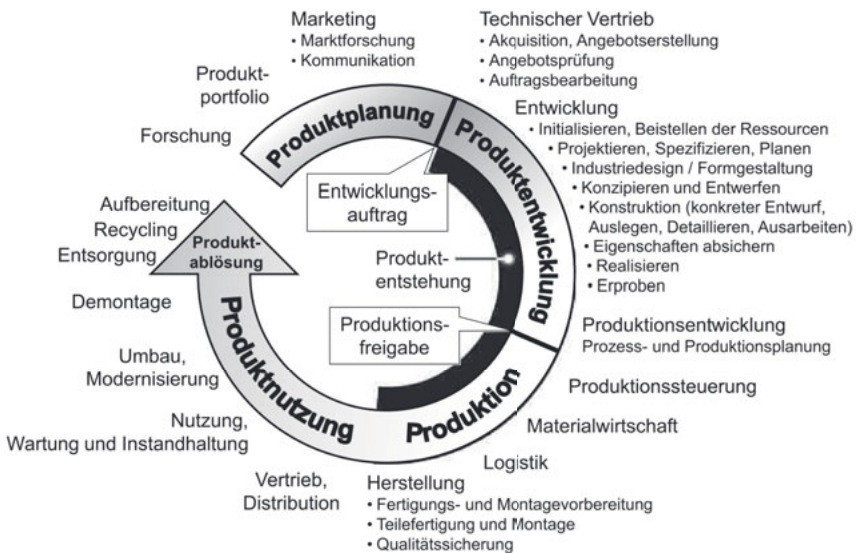 Marketing
• Marktforschung
• Kommunikation
Technischer Vertrieb
• Akquisition, Angebotserstellung
• Angebotsprüfung
• Auftragsbearbeitung
Produkt-
portfolio
Forschung
Produktplanung
Produktentwicklung
Entwicklung
• Initialisieren, Beistellen der Ressourcen
• Projektieren, Spezifizieren, Planen
• Industriedesign / Formgestaltung
• Konzipieren und Entwerfen
• Konstruktion (konkreter Entwurf,
Auslegen, Detaillieren, Ausarbeiten)
• Eigenschaften absichern
• Realisieren
• Erproben
Entwicklungs-
auftrag
Produkt-
entstehung
Produktions-
freigabe
Produktionsentwicklung
Prozess- und Produktionsplanung
Produktionssteuerung
Materialwirtschaft
Logistik
Produktion
Herstellung
• Fertigungs- und Montagevorbereitung
• Teilefertigung und Montage
• Qualitätssicherung
Vertrieb,
Distribution
Produktnutzung
Nutzung,
Wartung und Instandhaltung
Umbau,
Modernisierung
Demontage
Produkt-
ablösung
Aufbereitung
Recycling
Entsorgung